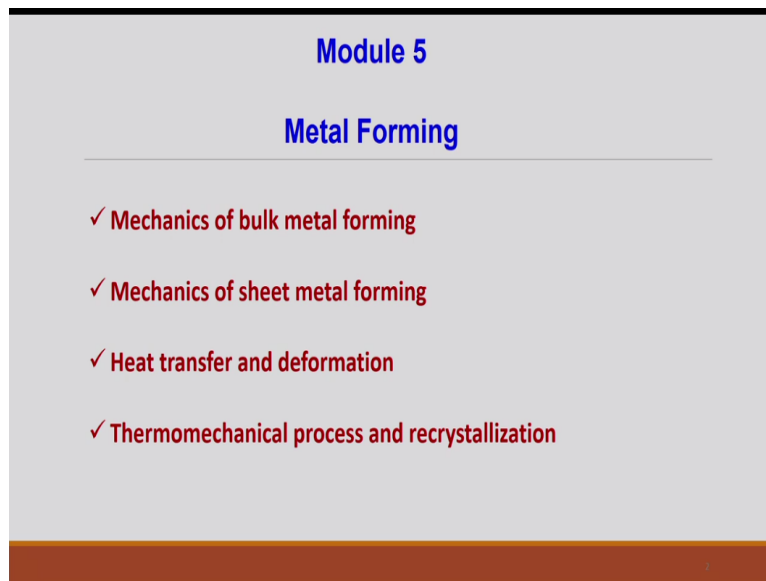 Module 5
Metal Forming
✓ Mechanics of bulk metal forming
✓ Mechanics of sheet metal forming
✓ Heat transfer and deformation
✓ Thermomechanical process and recrystallization